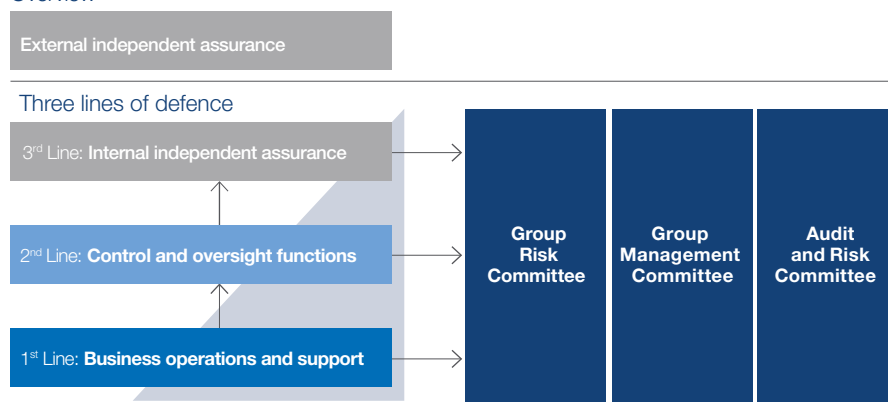 Overview
External independent assurance
Three lines of defence
3rd Line: Internal independent assurance
2nd Line: Control and oversight functions
1st Line: Business operations and support
Group
Risk
Committee
Group
Management
Committee
Audit
and Risk
Committee